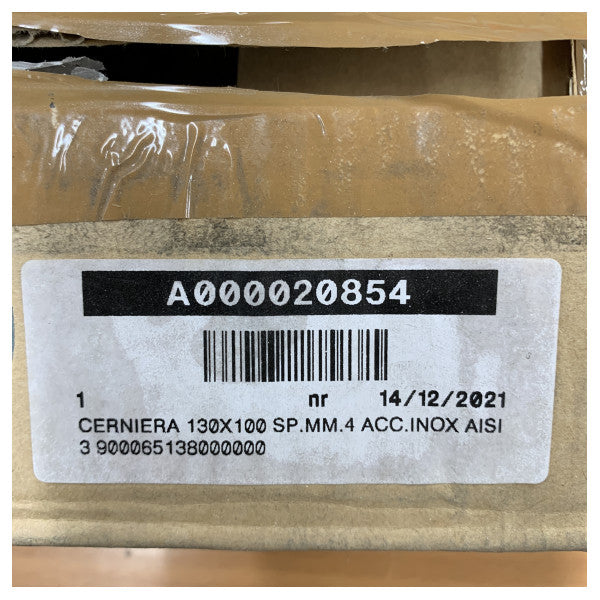 A000020854
1 nr 14/12/2021
CERNIERA 130X100 SP.MM.4 ACC.INOX AISI
3 900065138000000